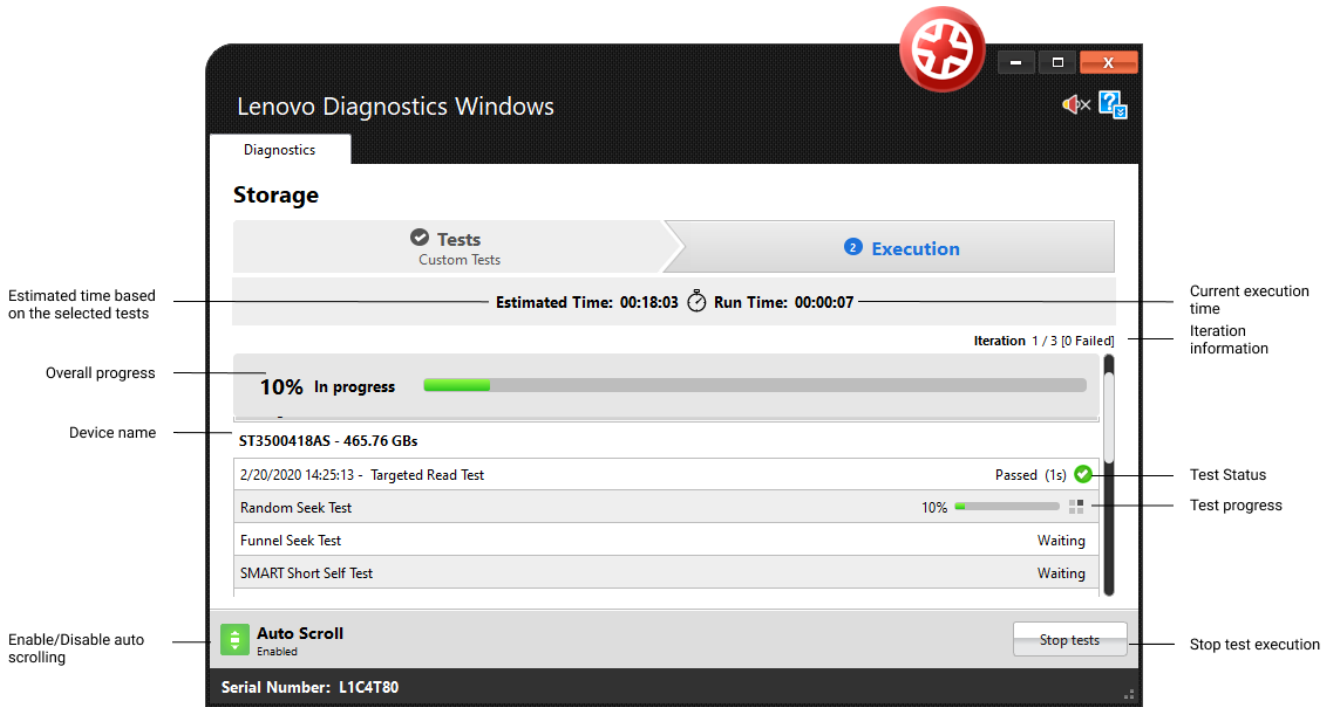 X
Lenovo Diagnostics Windows
Diagnostics
Storage
Tests
Custom Tests
2 Execution
Estimated time based
on the selected tests
Estimated Time: 00:18:03 Run Time: 00:00:07
Current execution
time
Iteration 1 / 3 [0 Failed]
Iteration
information
Overall progress
10% In progress
Device name
ST3500418AS - 465.76 GBs
2/20/2020 14:25:13 - Targeted Read Test Passed (1s)
Test Status
Random Seek Test 10%
Test progress
Funnel Seek Test Waiting
SMART Short Self Test Waiting
Enable/Disable auto
scrolling
Auto Scroll
Enabled
Stop tests
Stop test execution
Serial Number: L1C4T80